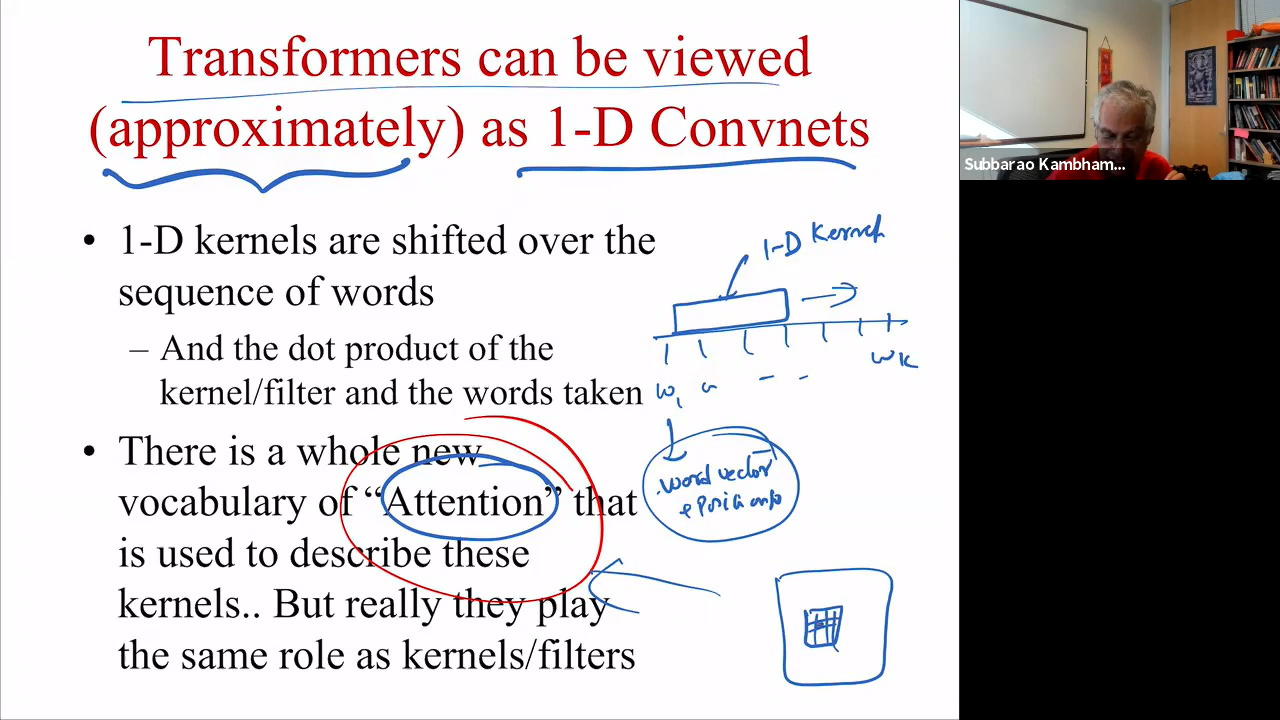 Transformers can be viewed
(approximately) as 1-D Convnets
• 1-D kernels are shifted over the
sequence of words
– And the dot product of the
kernel/filter and the words taken
• There is a whole new
vocabulary of “Attention” that
is used to describe these
kernels.. But really they play
the same role as kernels/filters
1-D Kernel
w1
wk
word vector
Subbarao Kambham...